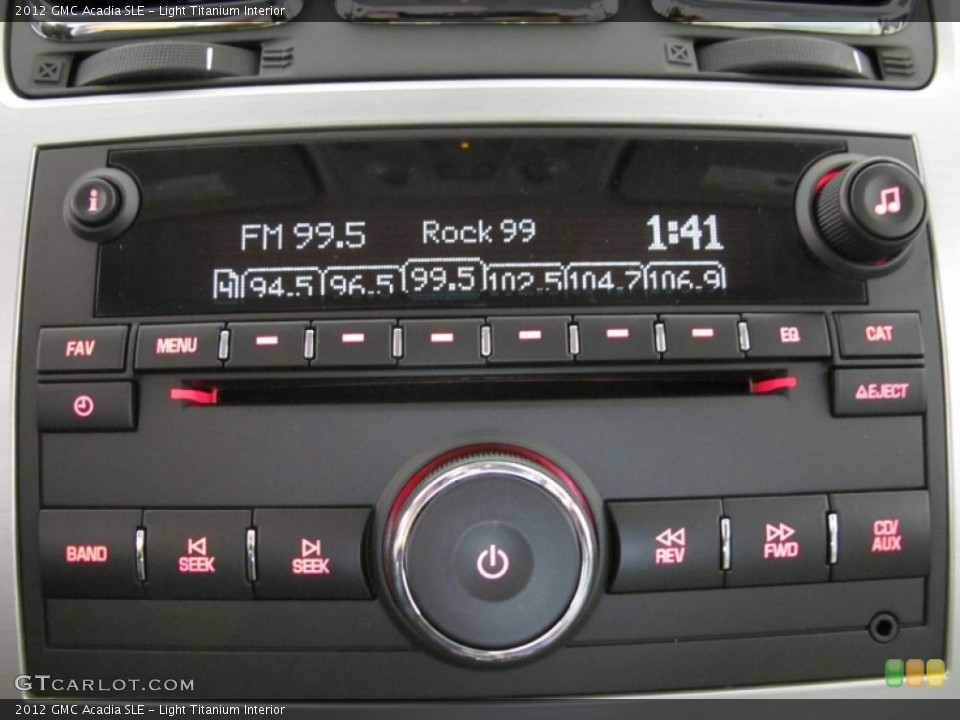 2012 GMC Acadia SLE - Light Titanium Interior
i
FM 99.5 Rock 99 1:41
4 94.5 96.5 99.5 102.5 104.7 106.9
FAV MENU EQ CAT
EJECT
BAND SEEK SEEK REV FWD CD/
AUX
GTCARLOT.COM
2012 GMC Acadia SLE - Light Titanium Interior